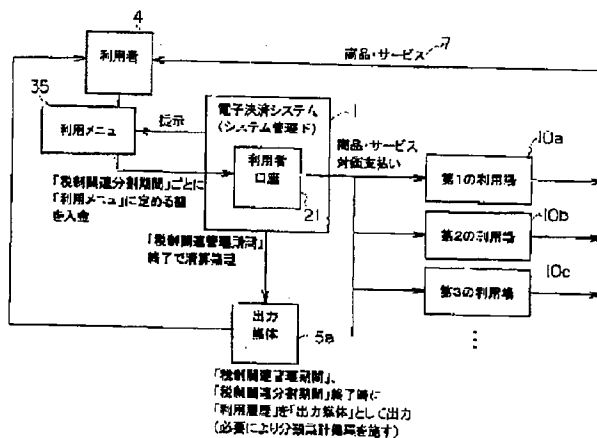 4
利用者
商品・サービス
7
35
利用メニュー
提示
電子決済システム
(システム管理下)
1
利用者
口座
21
商品・サービス
対価支払い
10a
第1の利用場
10b
第2の利用場
10c
第3の利用場
「税制関連分割期間」ごとに
「利用メニュー」に定める額
を入金
「税制関連管理期間」
終了で清算処理
出力
媒体
5a
「税制関連管理期間」、
「税制関連分割期間」終了時に
「利用履歴」を「出力媒体」として出力
(必要により分類集計処理を施す)